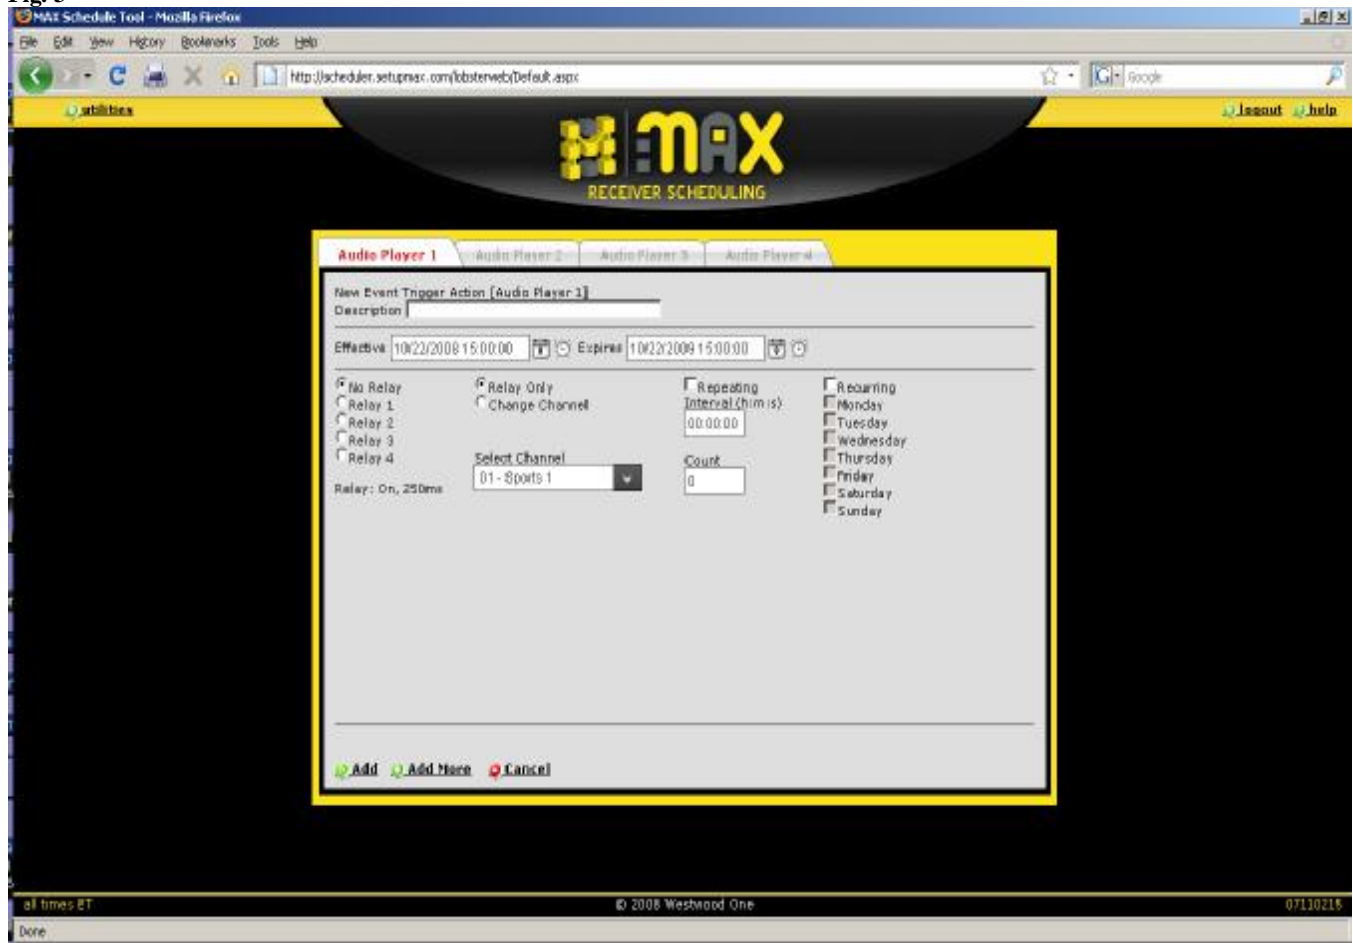 MAX Schedule Tool - Mozilla Firefox
File Edit View History Bookmarks Tools Help
http://scheduler.setupmax.com/lobsterweb/Default.aspx
Google
utilities
logout help
MAX
RECEIVER SCHEDULING
Audio Player 1 Audio Player 2 Audio Player 3 Audio Player 4
New Event Trigger Action [Audio Player 1]
Description
Effective 10/22/2008 15:00:00 Expires 10/22/2009 15:00:00
No Relay Relay Only Repeating Recurring
Relay 1 Change Channel Interval (h:m:s) Monday
Relay 2 00:00:00 Tuesday
Relay 3 Wednesday
Relay 4 Select Channel Count Thursday
01 - Sports 1 0 Friday
Relay: On, 250ms Saturday
Sunday
Add Add More Cancel
all times ET © 2008 Westwood One
Done